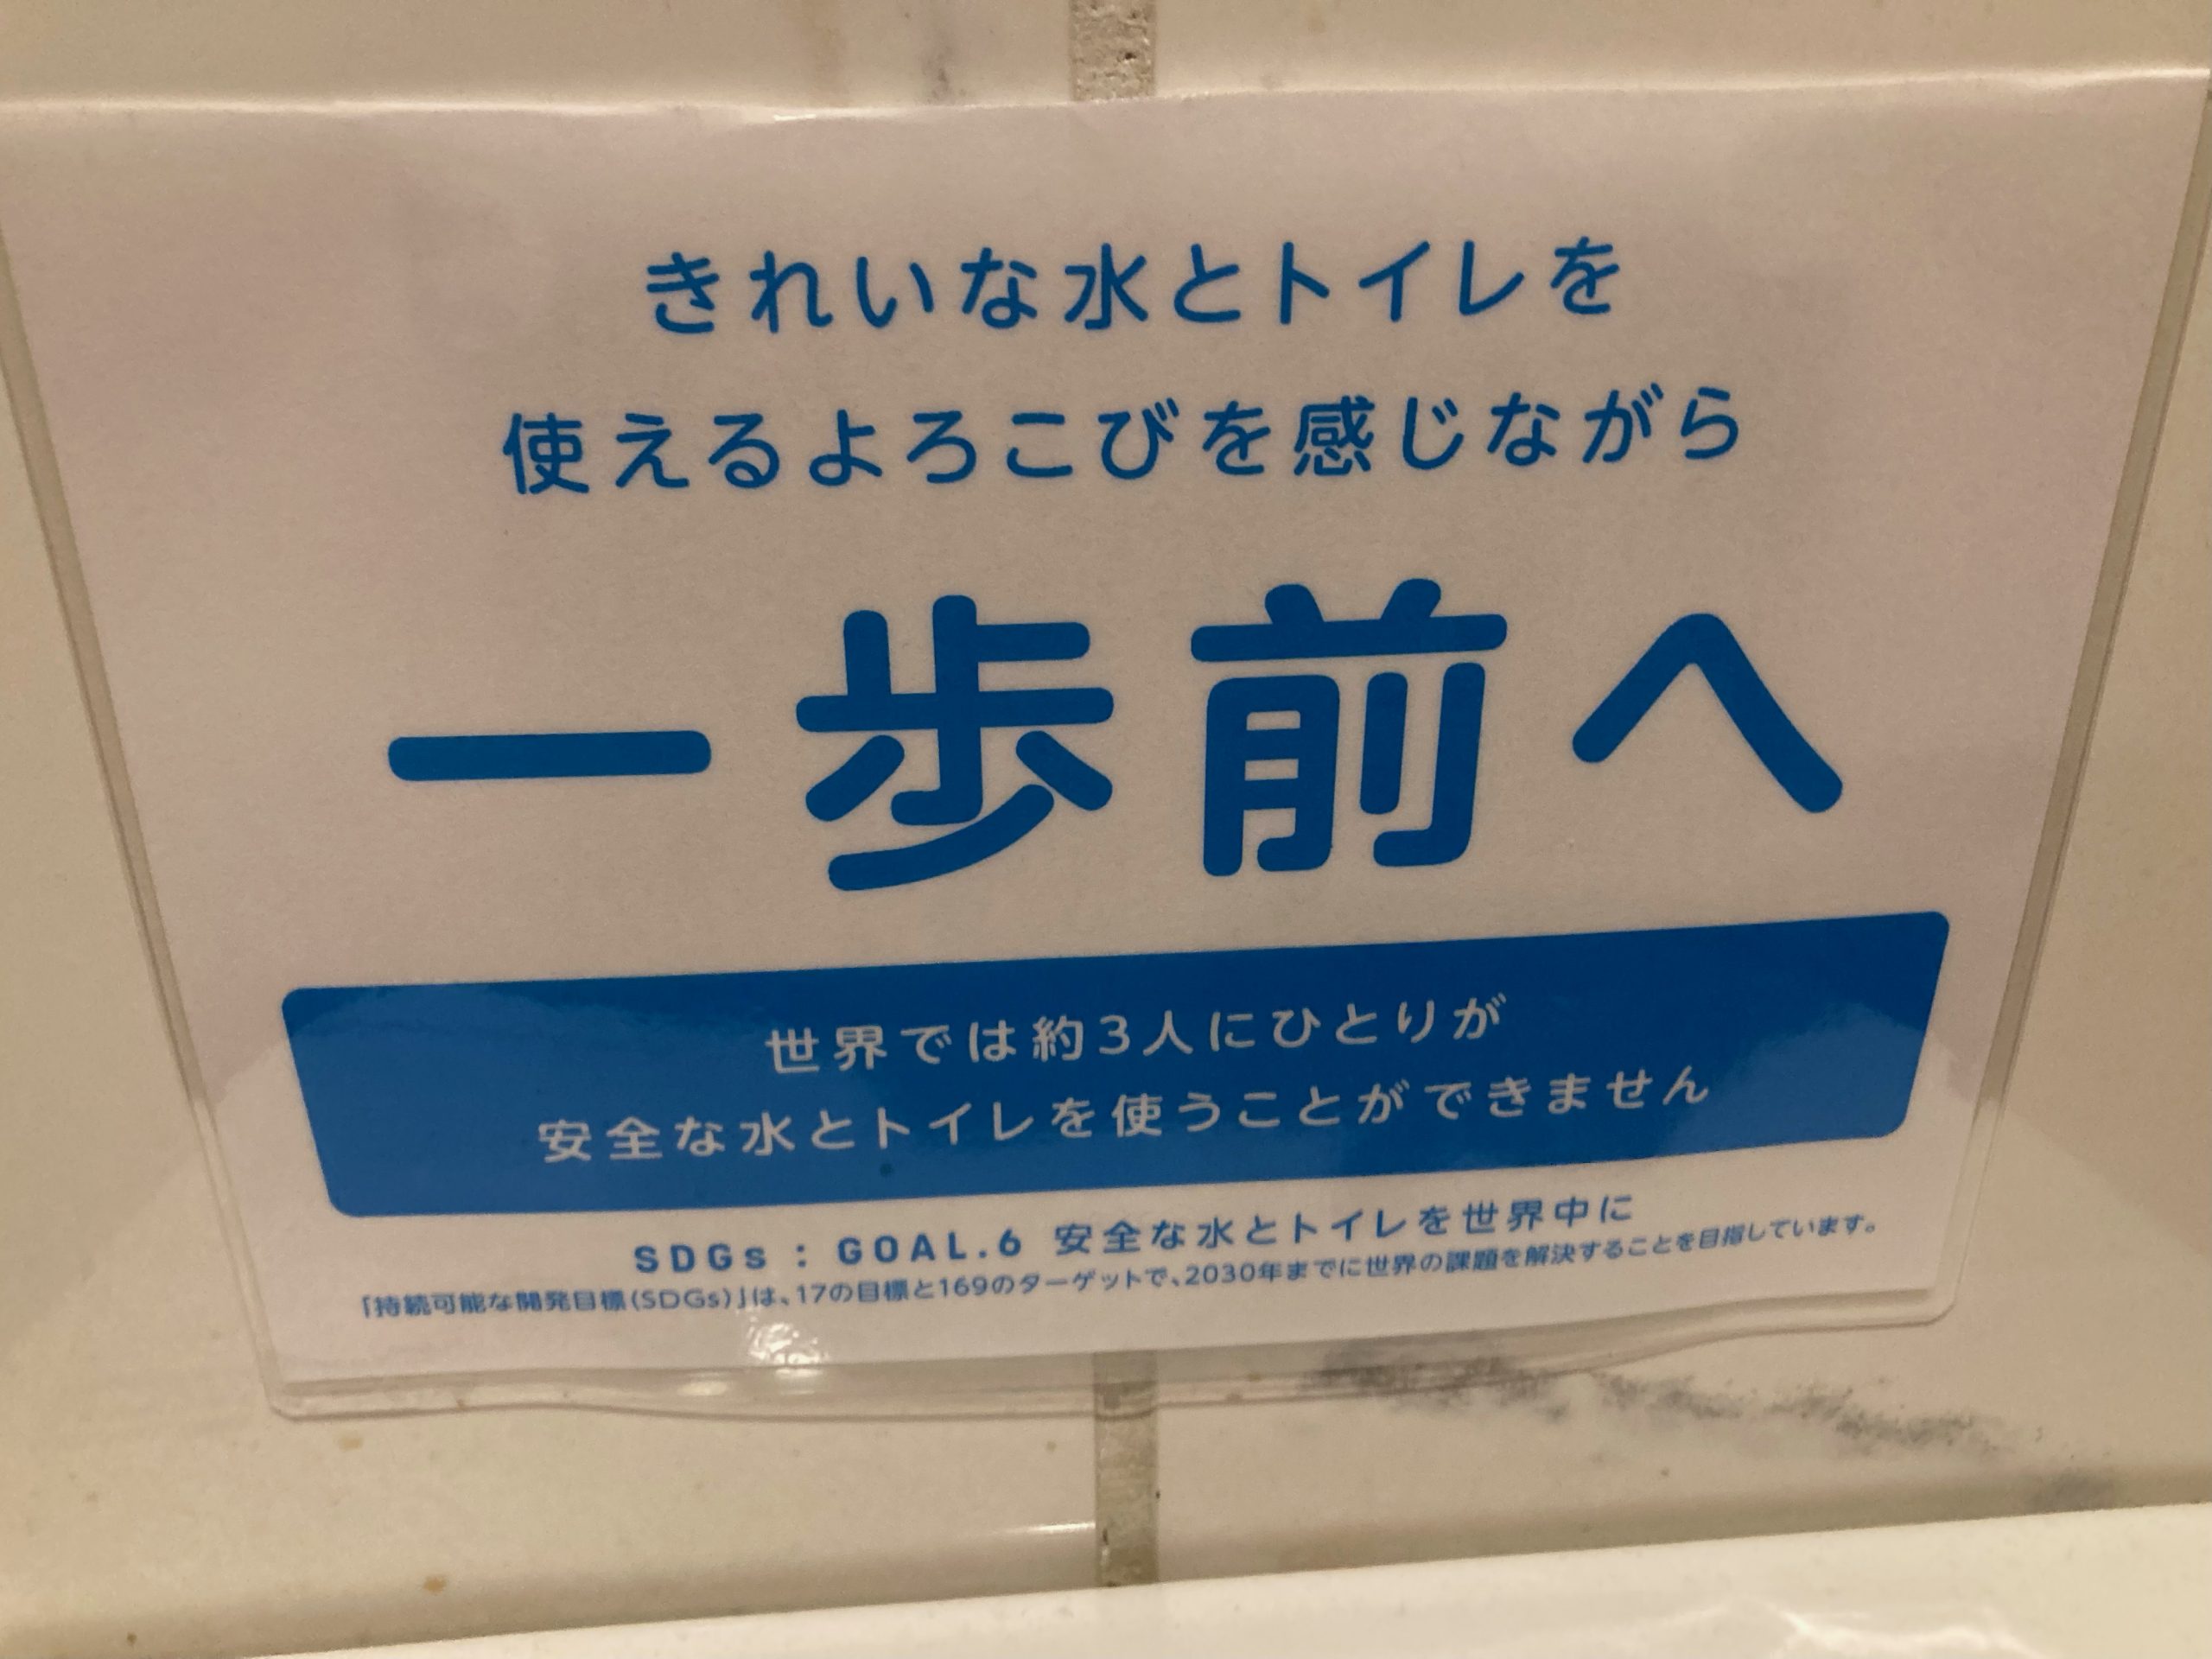 きれいな水とトイレを
使えるよろこびを感じながら
一歩前へ
世界では約3人にひとりが
安全な水とトイレを使うことができません
SDGs : GOAL.6 安全な水とトイレを世界中に
「持続可能な開発目標(SDGs)」は、17の目標と169のターゲットで、2030年までに世界の課題を解決することを目指しています。